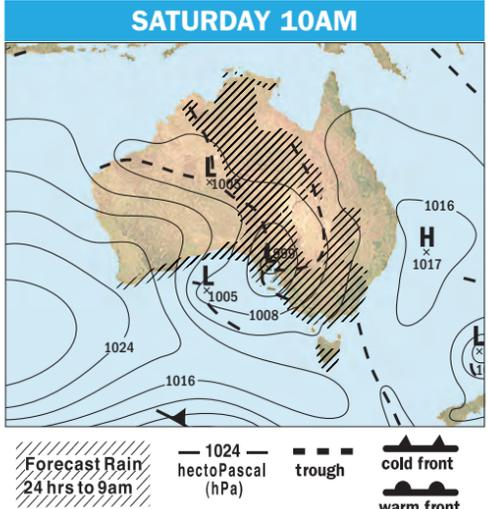 SATURDAY 10AM
L
1005
1016
999
L
H
1017
L
1005
1008
L
1024
1016
Forecast Rain
24 hrs to 9am
1024
hectoPascal
(hPa)
trough
cold front
warm front